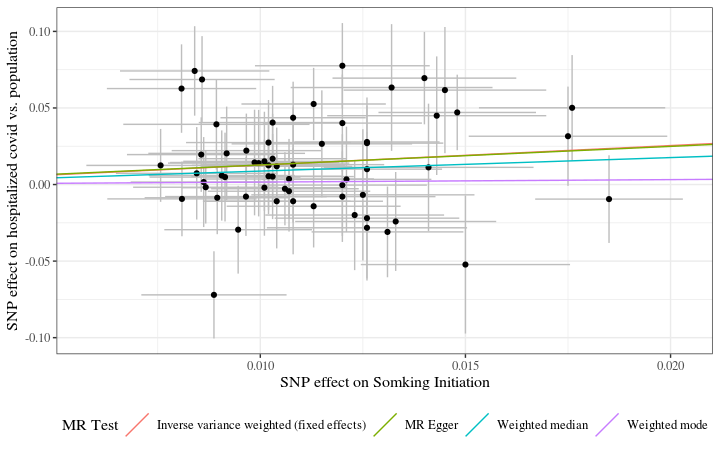 SNP effect on hospitalized covid vs. population
0.10
0.05
0.00
-0.05
-0.10
0.010
0.015
0.020
SNP effect on Somking Initiation
MR Test
Inverse variance weighted (fixed effects)
MR Egger
Weighted median
Weighted mode